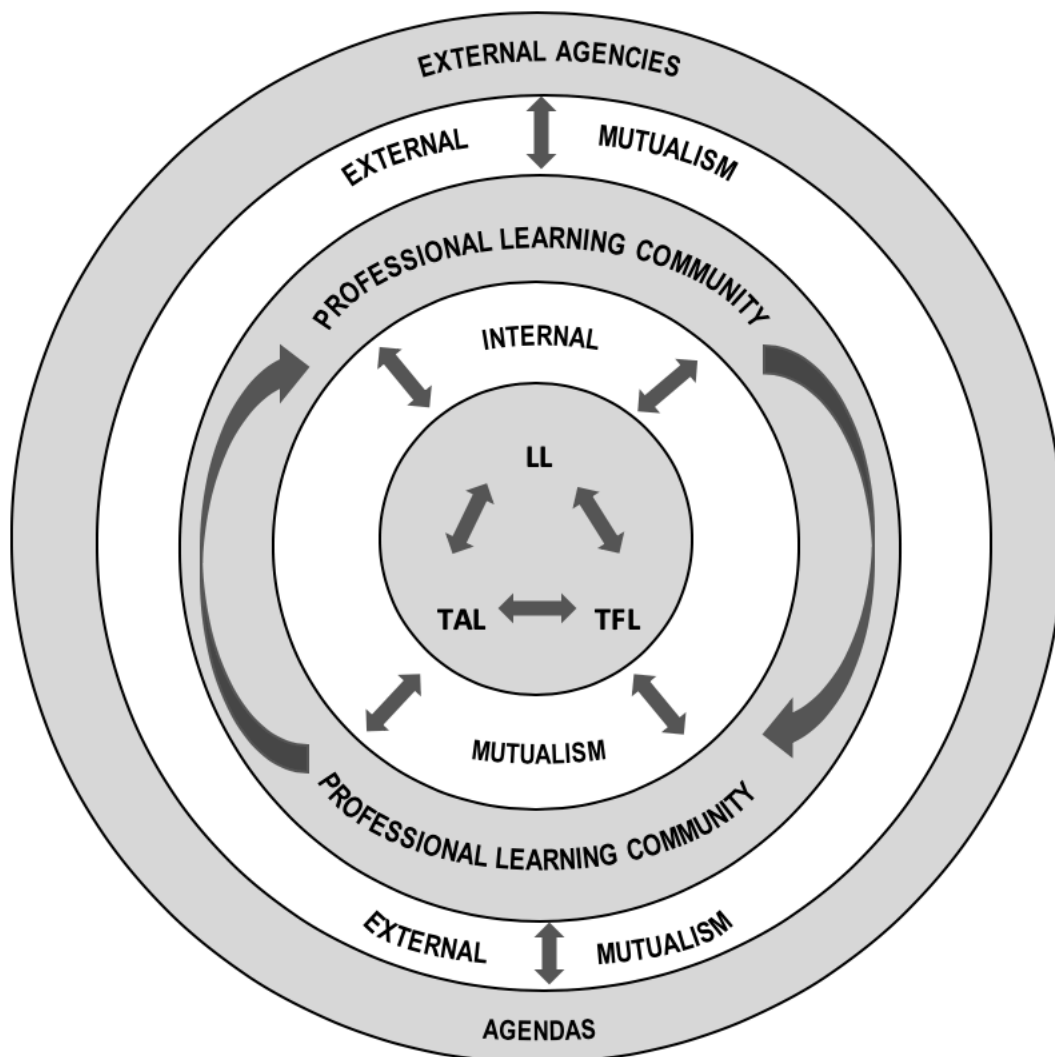 EXTERNAL AGENCIES
EXTERNAL MUTUALISM
PROFESSIONAL LEARNING COMMUNITY
INTERNAL
LL
TAL TFL
MUTUALISM
PROFESSIONAL LEARNING COMMUNITY
EXTERNAL MUTUALISM
AGENDAS